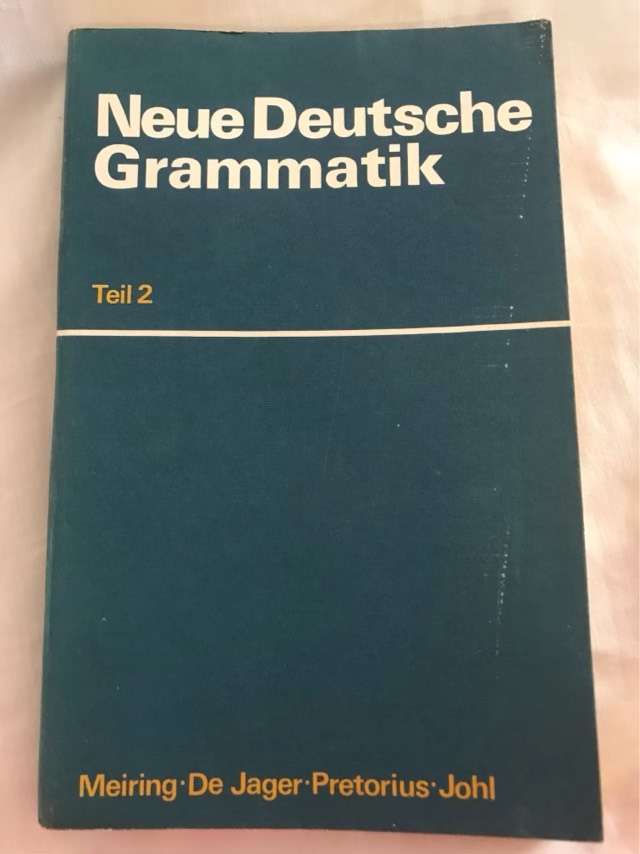 Neue Deutsche
Grammatik
Teil 2
Meiring·De Jager·Pretorius·Johl